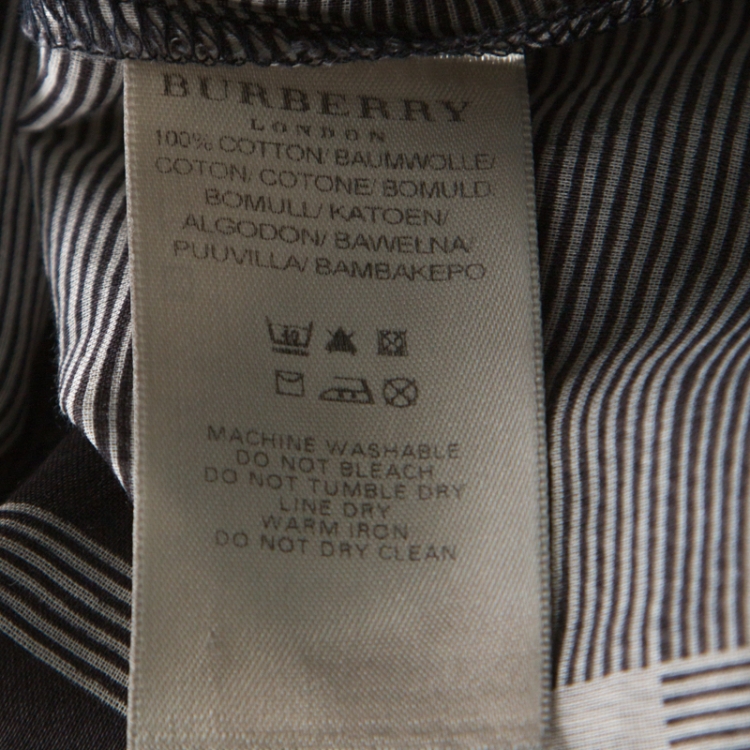 BURBERRY
LONDON
100% COTTON/ BAUMWOLLE/
COTON/ COTONE/ BOMULD/
BOMULL/ KATOEN/
ALGODON/ BAWEŁNA/
PUUVILLA/ BAMBAKEPO
MACHINE WASHABLE
DO NOT BLEACH
DO NOT TUMBLE DRY
LINE DRY
WARM IRON
DO NOT DRY CLEAN